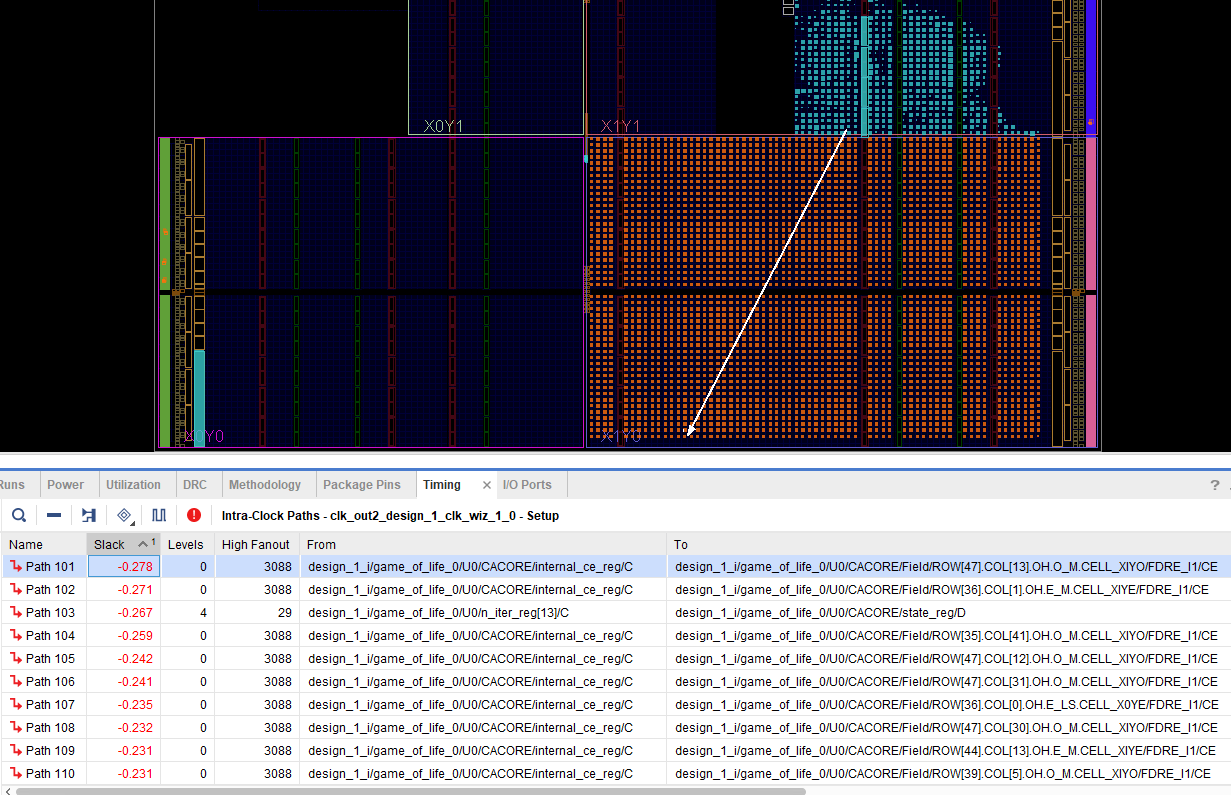 X0Y1
X1Y1
X0Y0
X1Y0
Runs Power Utilization DRC Methodology Package Pins Timing × I/O Ports ?
Intra-Clock Paths - clk_out2_design_1_clk_wiz_1_0 - Setup
Name Slack 1 Levels High Fanout From To
Path 101 -0.278 0 3088 design_1_i/game_of_life_0/U0/CACORE/internal_ce_reg/C design_1_i/game_of_life_0/U0/CACORE/Field/ROW[47].COL[13].OH.O_M.CELL_XIYO/FDRE_I1/CE
Path 102 -0.271 0 3088 design_1_i/game_of_life_0/U0/CACORE/internal_ce_reg/C design_1_i/game_of_life_0/U0/CACORE/Field/ROW[36].COL[1].OH.E_M.CELL_XIYE/FDRE_I1/CE
Path 103 -0.267 4 29 design_1_i/game_of_life_0/U0/n_iter_reg[13]/C design_1_i/game_of_life_0/U0/CACORE/state_reg/D
Path 104 -0.259 0 3088 design_1_i/game_of_life_0/U0/CACORE/internal_ce_reg/C design_1_i/game_of_life_0/U0/CACORE/Field/ROW[35].COL[41].OH.O_M.CELL_XIYO/FDRE_I1/CE
Path 105 -0.242 0 3088 design_1_i/game_of_life_0/U0/CACORE/internal_ce_reg/C design_1_i/game_of_life_0/U0/CACORE/Field/ROW[47].COL[12].OH.O_M.CELL_XIYO/FDRE_I1/CE
Path 106 -0.241 0 3088 design_1_i/game_of_life_0/U0/CACORE/internal_ce_reg/C design_1_i/game_of_life_0/U0/CACORE/Field/ROW[47].COL[31].OH.O_M.CELL_XIYO/FDRE_I1/CE
Path 107 -0.235 0 3088 design_1_i/game_of_life_0/U0/CACORE/internal_ce_reg/C design_1_i/game_of_life_0/U0/CACORE/Field/ROW[36].COL[0].OH.E_LS.CELL_X0YE/FDRE_I1/CE
Path 108 -0.232 0 3088 design_1_i/game_of_life_0/U0/CACORE/internal_ce_reg/C design_1_i/game_of_life_0/U0/CACORE/Field/ROW[47].COL[30].OH.O_M.CELL_XIYO/FDRE_I1/CE
Path 109 -0.231 0 3088 design_1_i/game_of_life_0/U0/CACORE/internal_ce_reg/C design_1_i/game_of_life_0/U0/CACORE/Field/ROW[44].COL[13].OH.E_M.CELL_XIYE/FDRE_I1/CE
Path 110 -0.231 0 3088 design_1_i/game_of_life_0/U0/CACORE/internal_ce_reg/C design_1_i/game_of_life_0/U0/CACORE/Field/ROW[39].COL[5].OH.O_M.CELL_XIYO/FDRE_I1/CE